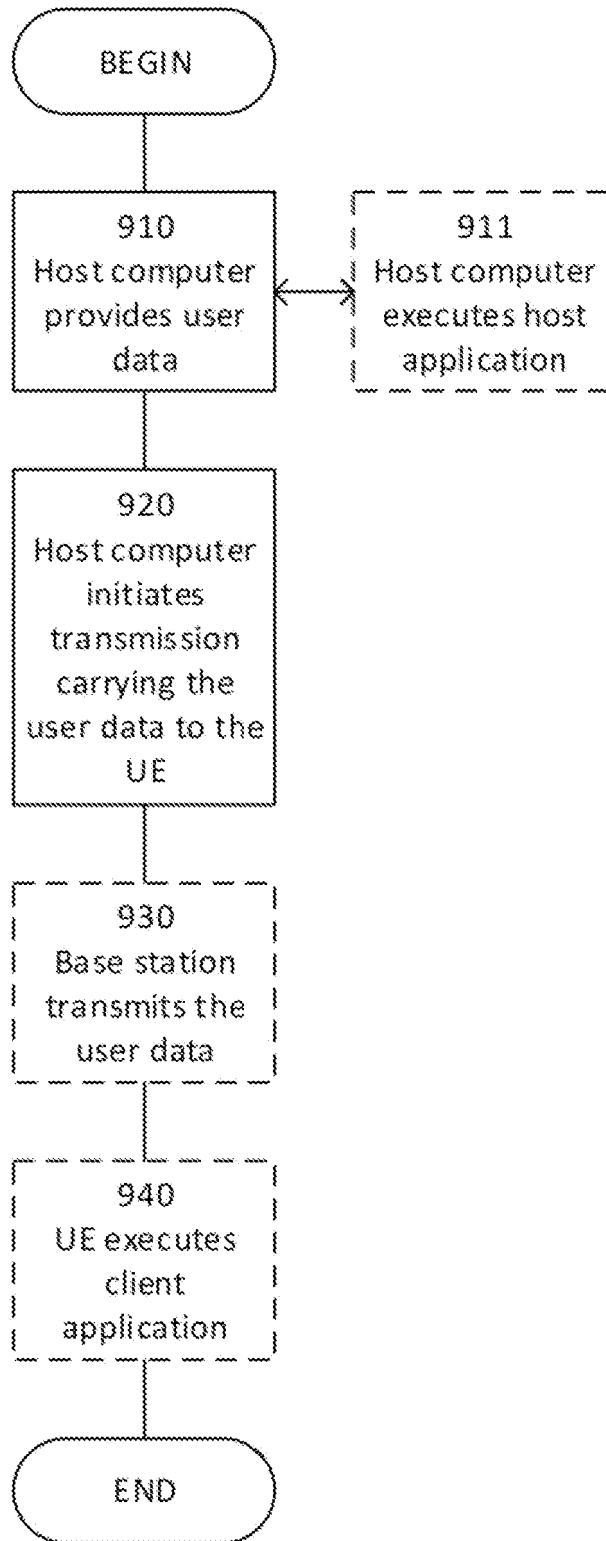 BEGIN
910
Host computer
provides user
data
911
Host computer
executes host
application
920
Host computer
initiates
transmission
carrying the
user data to the
UE
930
Base station
transmits the
user data
940
UE executes
client
application
END